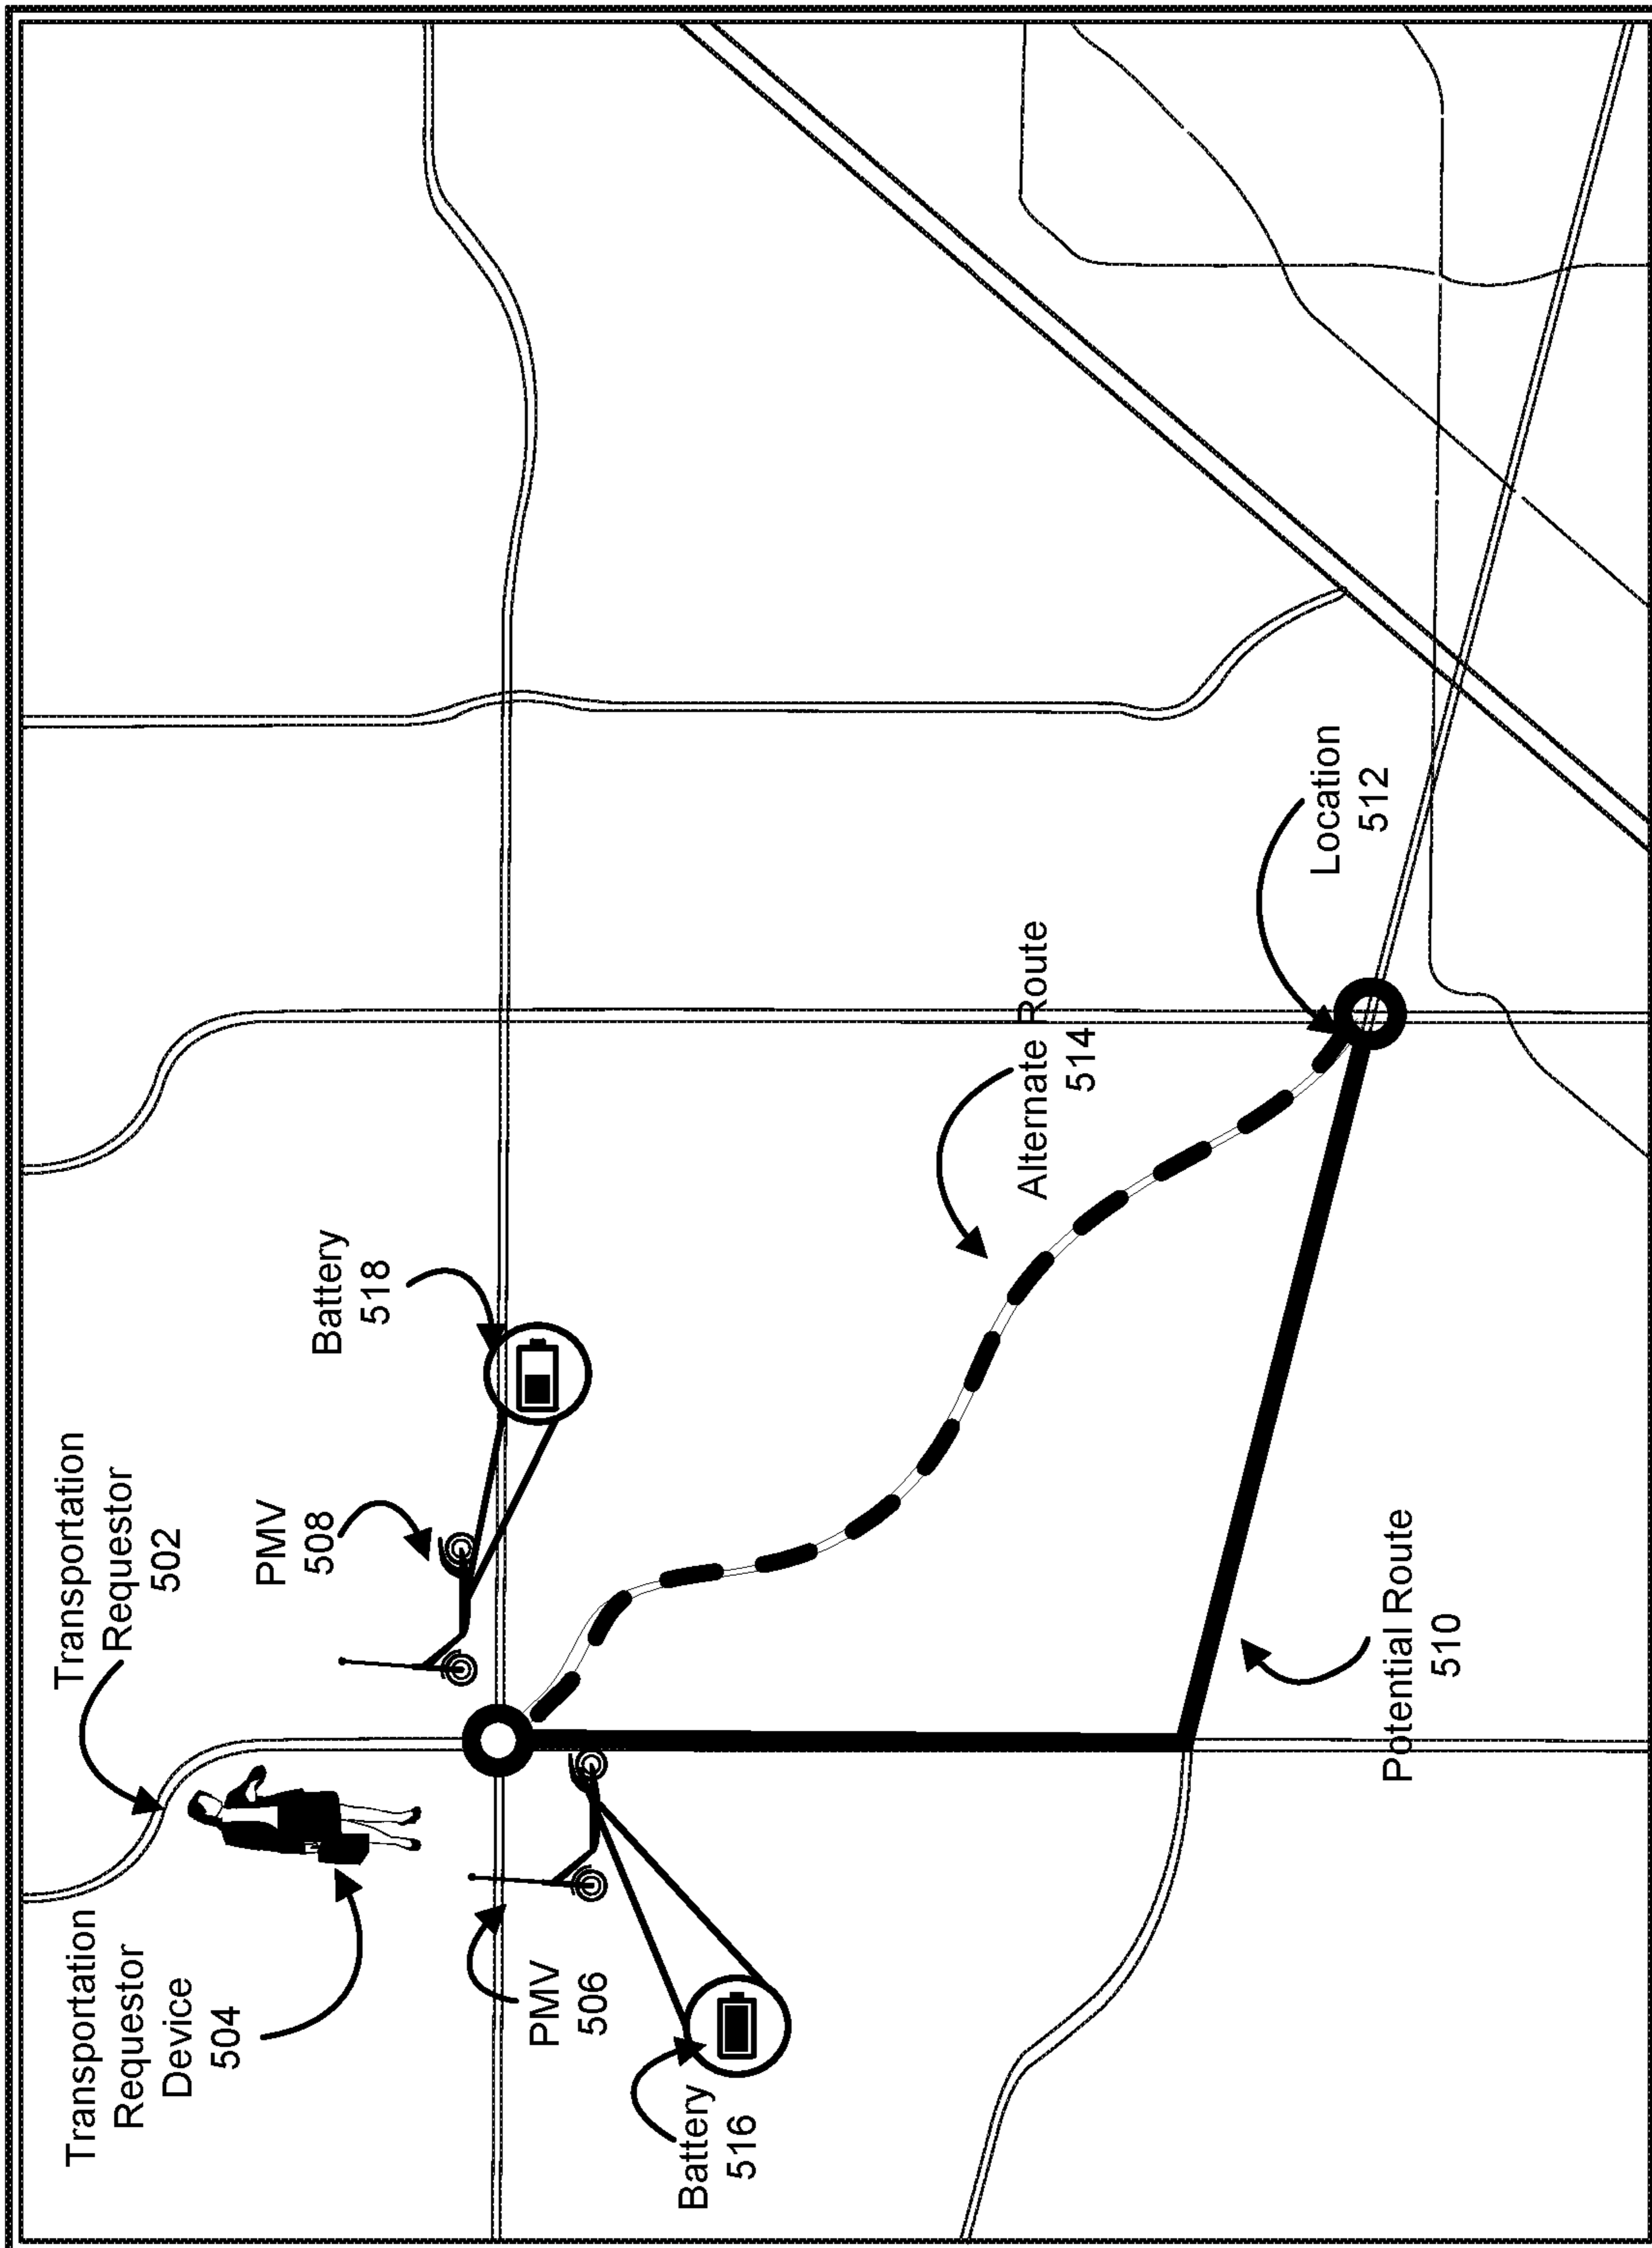 Transportation
Requestor
Device
504
Transportation
Requestor
502
PMV
506
PMV
508
Battery
516
Battery
518
Alternate Route
514
Location
512
Potential Route
510